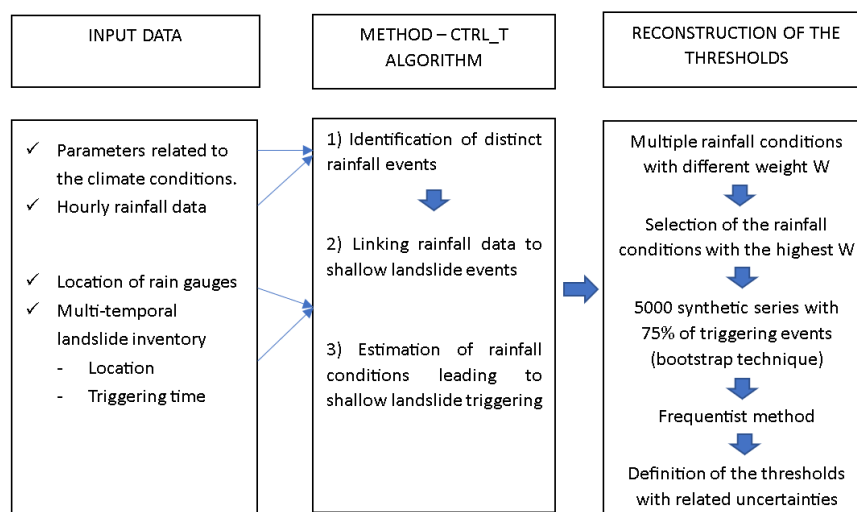 INPUT DATA
METHOD – CTRL_T
ALGORITHM
RECONSTRUCTION OF THE
THRESHOLDS
✓ Parameters related to
the climate conditions.
✓ Hourly rainfall data
✓ Location of rain gauges
✓ Multi-temporal
landslide inventory
- Location
- Triggering time
1) Identification of distinct
rainfall events
2) Linking rainfall data to
shallow landslide events
3) Estimation of rainfall
conditions leading to
shallow landslide triggering
Multiple rainfall conditions
with different weight W
Selection of the rainfall
conditions with the highest W
5000 synthetic series with
75% of triggering events
(bootstrap technique)
Frequentist method
Definition of the thresholds
with related uncertainties